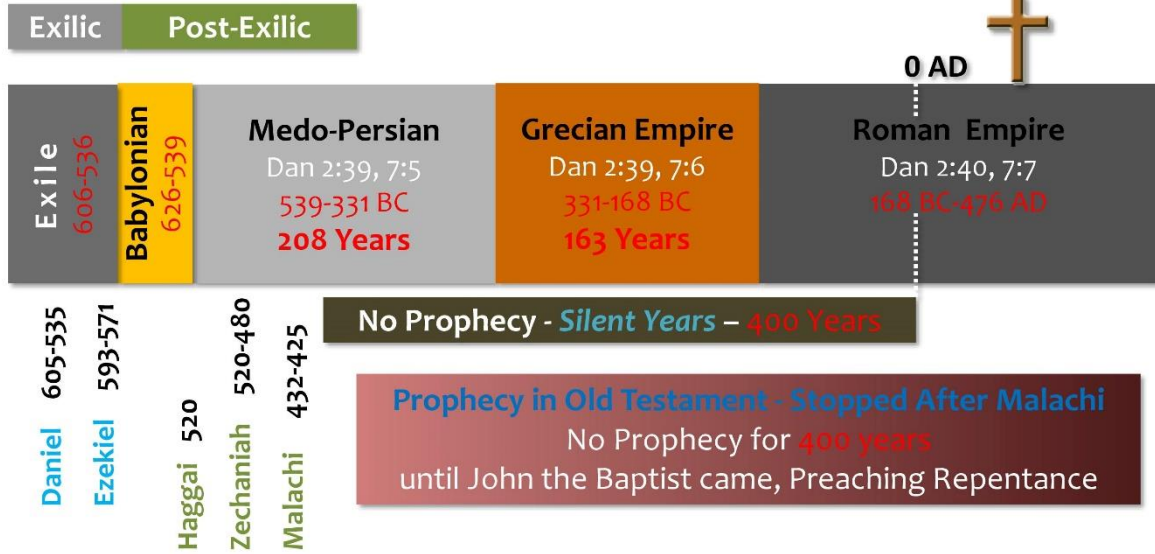 Exilic
Post-Exilic
0 AD
Exile
606-536
Babylonian
626-539
Medo-Persian
Dan 2:39, 7:5
539-331 BC
208 Years
Grecian Empire
Dan 2:39, 7:6
331-168 BC
163 Years
Roman Empire
Dan 2:40, 7:7
168 BC-476 AD
No Prophecy - Silent Years – 400 Years
Daniel 605-535
Ezekiel 593-571
Haggai 520
Zechaniah 520-480
Malachi 432-425
Prophecy in Old Testament - Stopped After Malachi
No Prophecy for 400 years
until John the Baptist came, Preaching Repentance